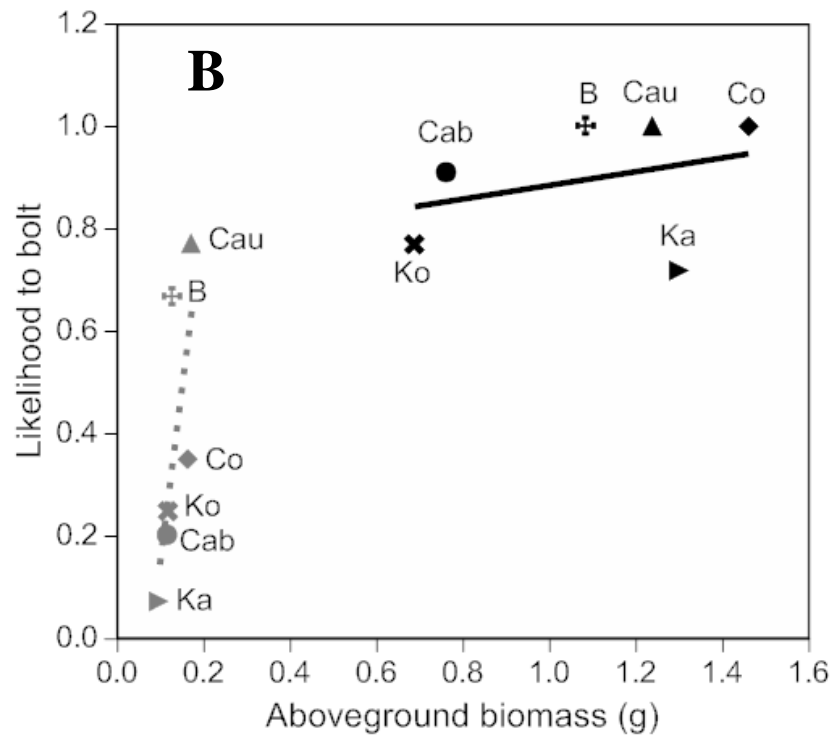 B
1.2
1.0
0.8
0.6
0.4
0.2
0.0
Likelihood to bolt
B Cau Co
Cab
Ko
Ka
Cau
B
Co
Ko
Cab
Ka
0.0 0.2 0.4 0.6 0.8 1.0 1.2 1.4 1.6
Aboveground biomass (g)